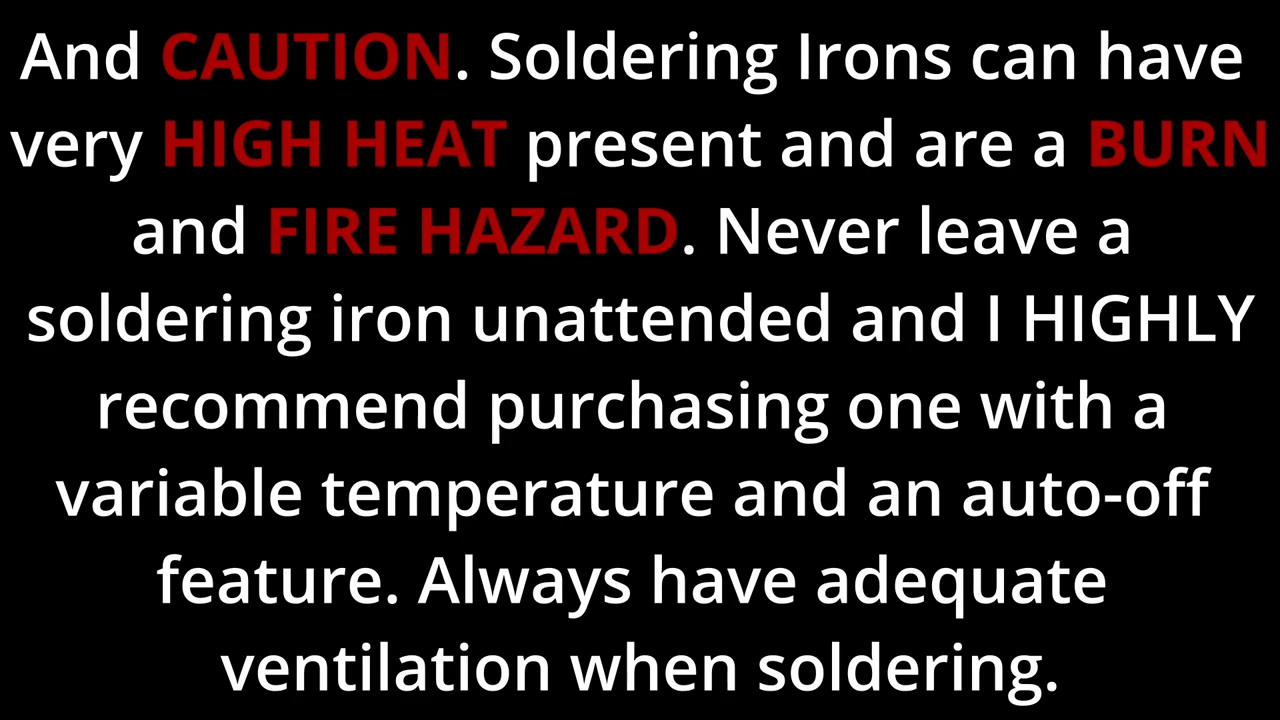 And CAUTION. Soldering Irons can have
very HIGH HEAT present and are a BURN
and FIRE HAZARD. Never leave a
soldering iron unattended and I HIGHLY
recommend purchasing one with a
variable temperature and an auto-off
feature. Always have adequate
ventilation when soldering.